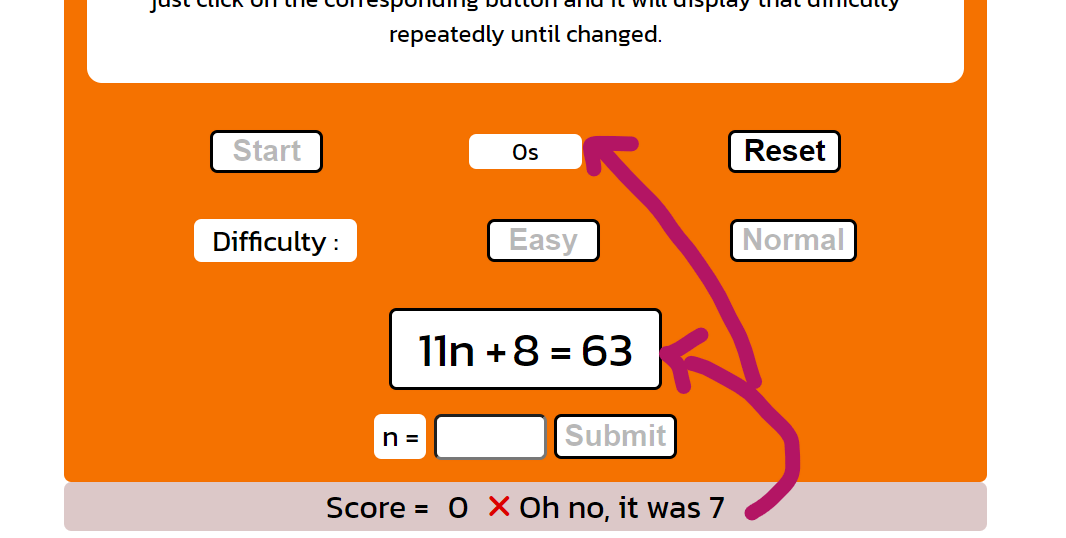 just click on the corresponding button and it will display that difficulty
repeatedly until changed.
Start
0s
Reset
Difficulty :
Easy
Normal
11n + 8 = 63
n =
Submit
Score = 0 ❌ Oh no, it was 7